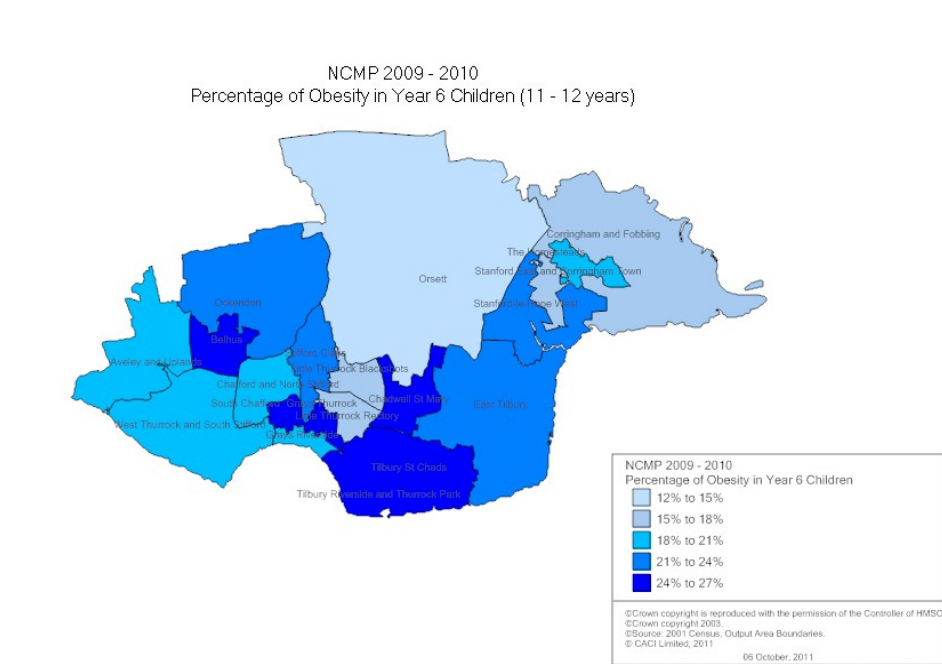 NCMP 2009 - 2010
Percentage of Obesity in Year 6 Children (11 - 12 years)
Corringham and Fobbing
The Homesteads
Stanford East and Corringham Town
Orsett
Stanford-le-Hope West
Ockendon
Belhus
Stifford Clays
Aveley and Uplands
Little Thurrock Blackshots
Chafford and North Stifford
Chadwell St Mary
South Chafford
Grays Thurrock
East Tilbury
Little Thurrock Rectory
West Thurrock and South Stifford
Grays Riverside
Tilbury St Chads
Tilbury Riverside and Thurrock Park
NCMP 2009 - 2010
Percentage of Obesity in Year 6 Children
12% to 15%
15% to 18%
18% to 21%
21% to 24%
24% to 27%
©Crown copyright is reproduced with the permission of the Controller of HMSO
©Crown copyright 2003.
©Source: 2001 Census, Output Area Boundaries.
© CACI Limited, 2011
06 October, 2011